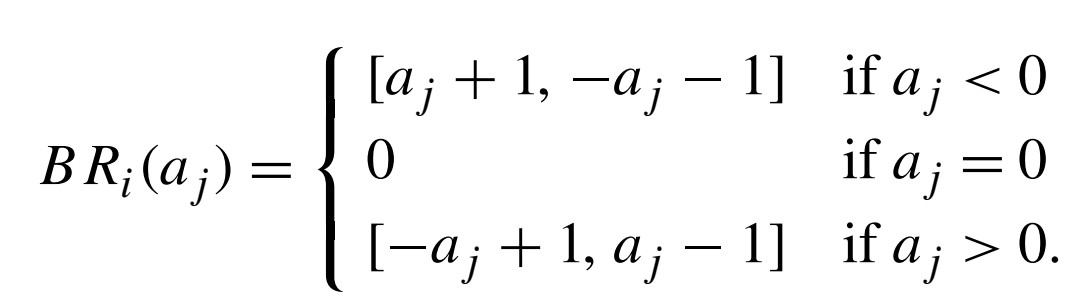 [a_j + 1, −a_j − 1] if a_j < 0
BR_i(a_j) = { 0 if a_j = 0
[−a_j + 1, a_j − 1] if a_j > 0.